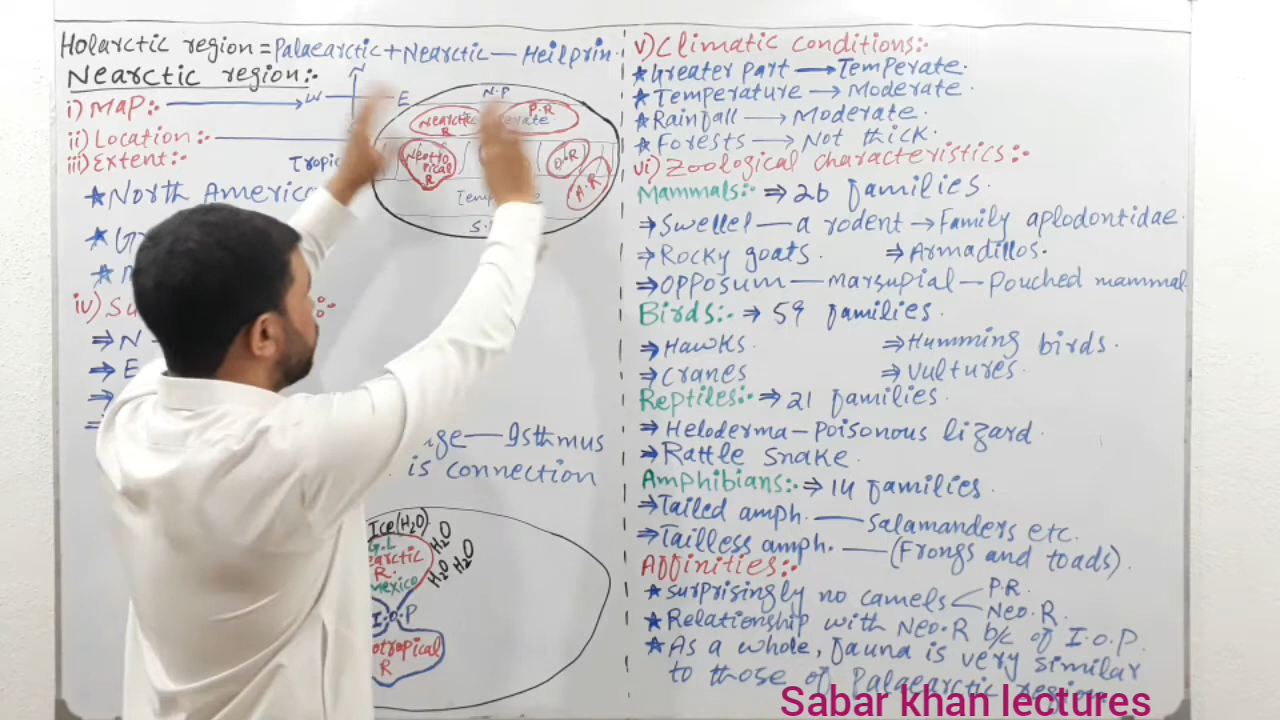 Holarctic region = Palaearctic + Nearctic — Heilprin.
Nearctic region:-
i) Map:- →
ii) Location:-
iii) Extent:-
★ North America
★
★
iv) Su
⇒ N
⇒ E
⇒
N
W E
N.P
Nearctic R
P.R
erate
Tropic
Neotropical R
O.R
A.R
Tem
S.
ge — Isthmus
is connection
Ice (H₂O)
H₂O
H₂O
H₂O
G.L
earctic
R.
mexico
I.O.P
otropical
R
v) Climatic conditions:-
★ Greater part → Temperate.
★ Temperature → Moderate.
★ Rainfall → Moderate.
★ Forests → Not thick.
vi) Zoological characteristics:-
Mammals:- ⇒ 26 families.
⇒ Swellel — a rodent → Family aplodontidae.
⇒ Rocky goats. ⇒ Armadillos.
⇒ Opposum — marsupial — Pouched mammal
Birds:- ⇒ 59 families.
⇒ Hawks. ⇒ Humming birds.
⇒ Cranes ⇒ Vultures.
Reptiles:- ⇒ 21 families.
⇒ Heloderma — Poisonous lizard.
⇒ Rattle snake.
Amphibians:- ⇒ 14 families.
⇒ Tailed amph. — Salamanders etc.
⇒ Tailless amph. — (Frongs and toads).
Affinities:-
★ Surprisingly no camels < P.R. Neo.R.
★ Relationship with Neo.R b/c of I.O.P.
★ As a whole, fauna is very similar
to those of Palaearctic region
Sabar khan lectures